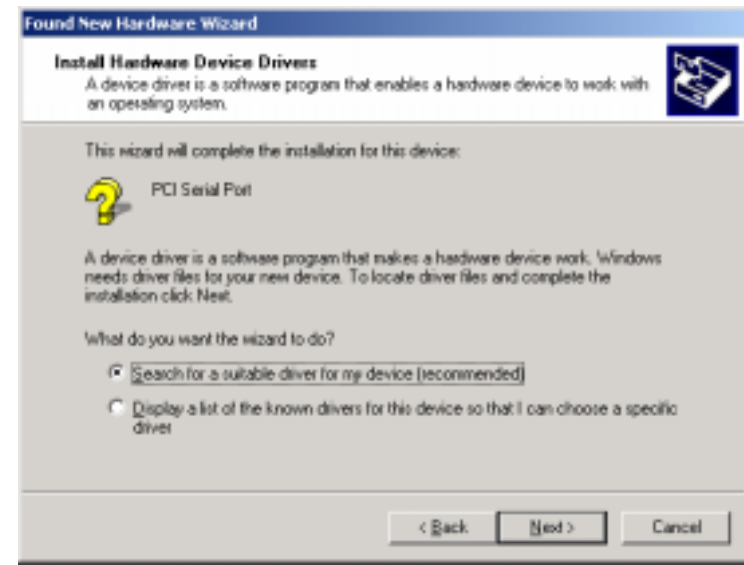 Found New Hardware Wizard
Install Hardware Device Drivers
A device driver is a software program that enables a hardware device to work with
an operating system.
This wizard will complete the installation for this device:
PCI Serial Port
A device driver is a software program that makes a hardware device work. Windows
needs driver files for your new device. To locate driver files and complete the
installation click Next.
What do you want the wizard to do?
Search for a suitable driver for my device (recommended)
Display a list of the known drivers for this device so that I can choose a specific
driver
< Back
Next >
Cancel